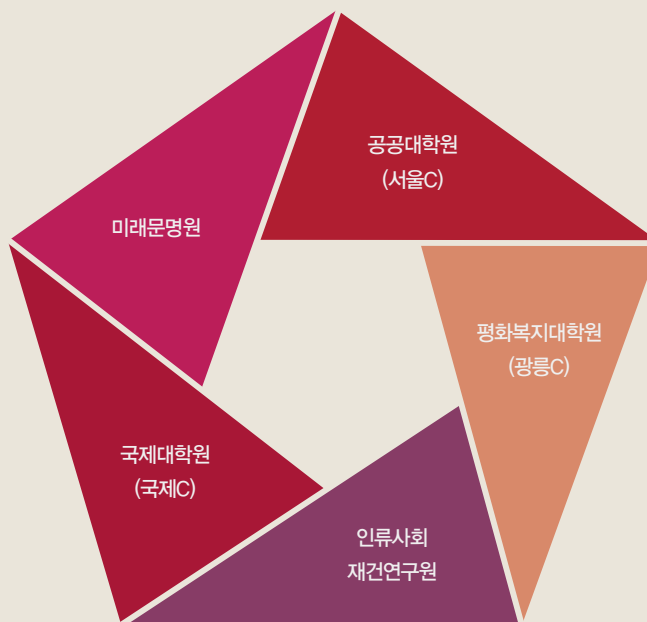 공공대학원
(서울C)
미래문명원
평화복지대학원
(광릉C)
국제대학원
(국제C)
인류사회
재건연구원